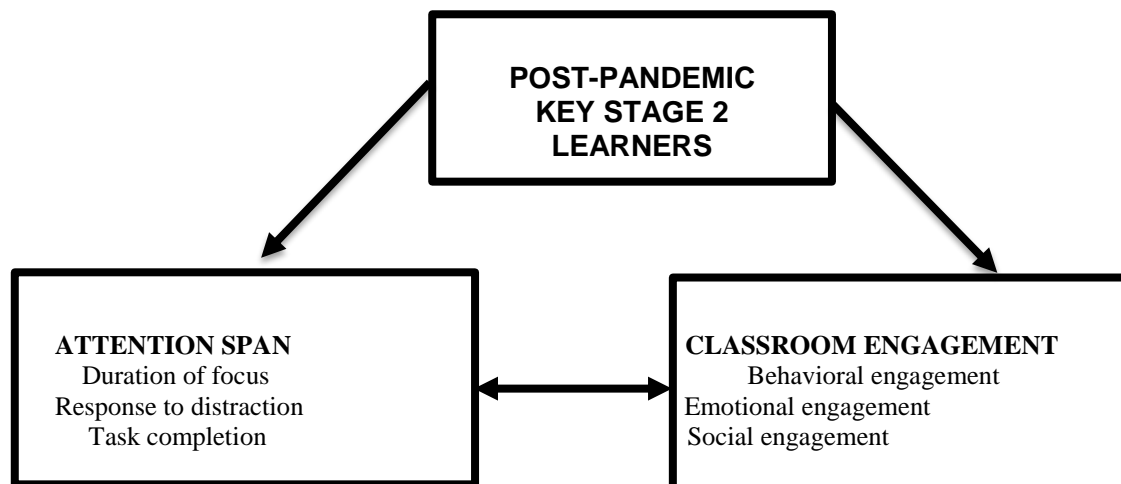 POST-PANDEMIC
KEY STAGE 2
LEARNERS
ATTENTION SPAN
Duration of focus
Response to distraction
Task completion
CLASSROOM ENGAGEMENT
Behavioral engagement
Emotional engagement
Social engagement